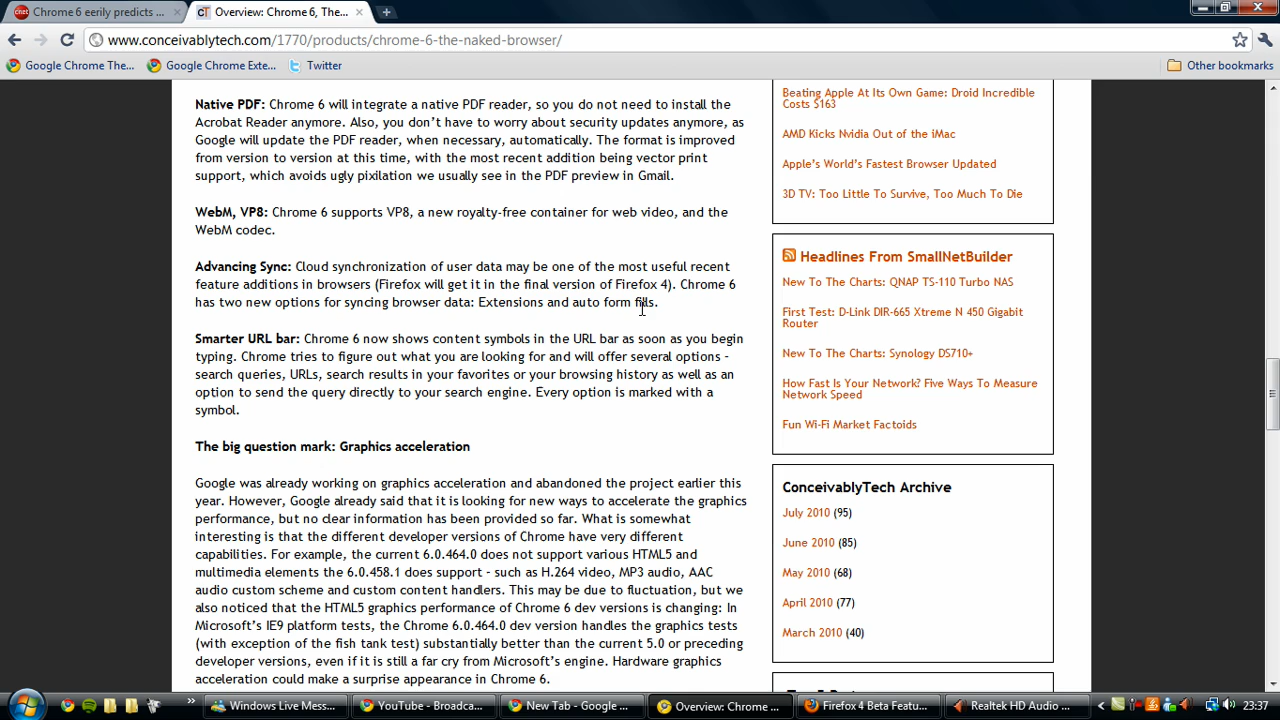 Chrome 6 eerily predicts ...
Overview: Chrome 6, The...
www.conceivablytech.com/1770/products/chrome-6-the-naked-browser/
Google Chrome The...
Google Chrome Exte...
Twitter
Other bookmarks
Native PDF: Chrome 6 will integrate a native PDF reader, so you do not need to install the
Acrobat Reader anymore. Also, you don’t have to worry about security updates anymore, as
Google will update the PDF reader, when necessary, automatically. The format is improved
from version to version at this time, with the most recent addition being vector print
support, which avoids ugly pixilation we usually see in the PDF preview in Gmail.
WebM, VP8: Chrome 6 supports VP8, a new royalty-free container for web video, and the
WebM codec.
Advancing Sync: Cloud synchronization of user data may be one of the most useful recent
feature additions in browsers (Firefox will get it in the final version of Firefox 4). Chrome 6
has two new options for syncing browser data: Extensions and auto form fills.
Smarter URL bar: Chrome 6 now shows content symbols in the URL bar as soon as you begin
typing. Chrome tries to figure out what you are looking for and will offer several options –
search queries, URLs, search results in your favorites or your browsing history as well as an
option to send the query directly to your search engine. Every option is marked with a
symbol.
The big question mark: Graphics acceleration
Google was already working on graphics acceleration and abandoned the project earlier this
year. However, Google already said that it is looking for new ways to accelerate the graphics
performance, but no clear information has been provided so far. What is somewhat
interesting is that the different developer versions of Chrome have very different
capabilities. For example, the current 6.0.464.0 does not support various HTML5 and
multimedia elements the 6.0.458.1 does support – such as H.264 video, MP3 audio, AAC
audio custom scheme and custom content handlers. This may be due to fluctuation, but we
also noticed that the HTML5 graphics performance of Chrome 6 dev versions is changing: In
Microsoft’s IE9 platform tests, the Chrome 6.0.464.0 dev version handles the graphics tests
(with exception of the fish tank test) substantially better than the current 5.0 or preceding
developer versions, even if it is still a far cry from Microsoft’s engine. Hardware graphics
acceleration could make a surprise appearance in Chrome 6.
Beating Apple At Its Own Game: Droid Incredible
Costs $163
AMD Kicks Nvidia Out of the iMac
Apple’s World’s Fastest Browser Updated
3D TV: Too Little To Survive, Too Much To Die
Headlines From SmallNetBuilder
New To The Charts: QNAP TS-110 Turbo NAS
First Test: D-Link DIR-665 Xtreme N 450 Gigabit
Router
New To The Charts: Synology DS710+
How Fast Is Your Network? Five Ways To Measure
Network Speed
Fun Wi-Fi Market Factoids
ConceivablyTech Archive
July 2010 (95)
June 2010 (85)
May 2010 (68)
April 2010 (77)
March 2010 (40)
Windows Live Mess...
YouTube - Broadca...
New Tab - Google ...
Overview: Chrome ...
Firefox 4 Beta Featu...
Realtek HD Audio ...
23:37